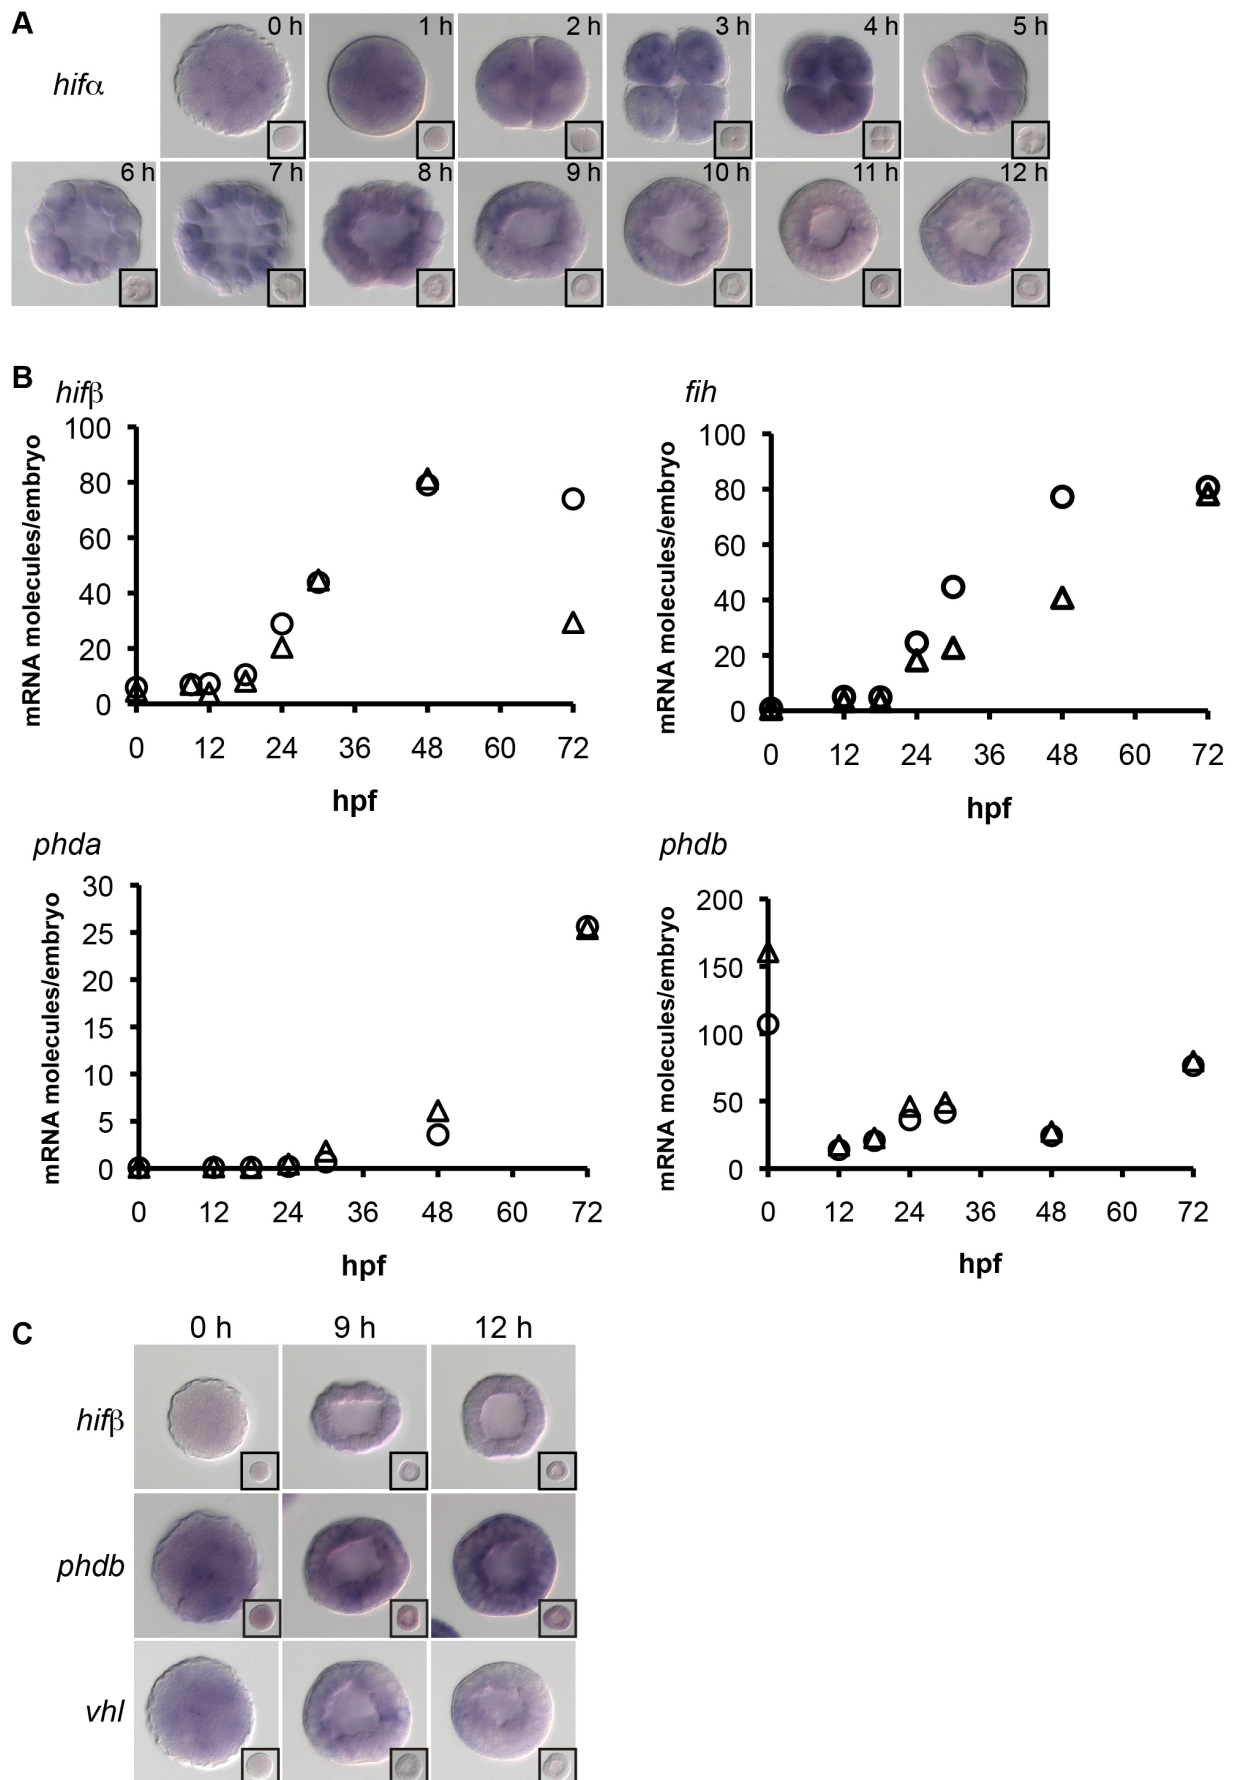 A
hifα
0 h 1 h 2 h 3 h 4 h 5 h
6 h 7 h 8 h 9 h 10 h 11 h 12 h
B
hifβ
mRNA molecules/embryo
100
80
60
40
20
0
0 12 24 36 48 60 72
hpf
fih
mRNA molecules/embryo
100
80
60
40
20
0
0 12 24 36 48 60 72
hpf
phda
mRNA molecules/embryo
30
25
20
15
10
5
0
0 12 24 36 48 60 72
hpf
phdb
mRNA molecules/embryo
200
150
100
50
0
0 12 24 36 48 60 72
hpf
C
0 h 9 h 12 h
hifβ
phdb
vhl